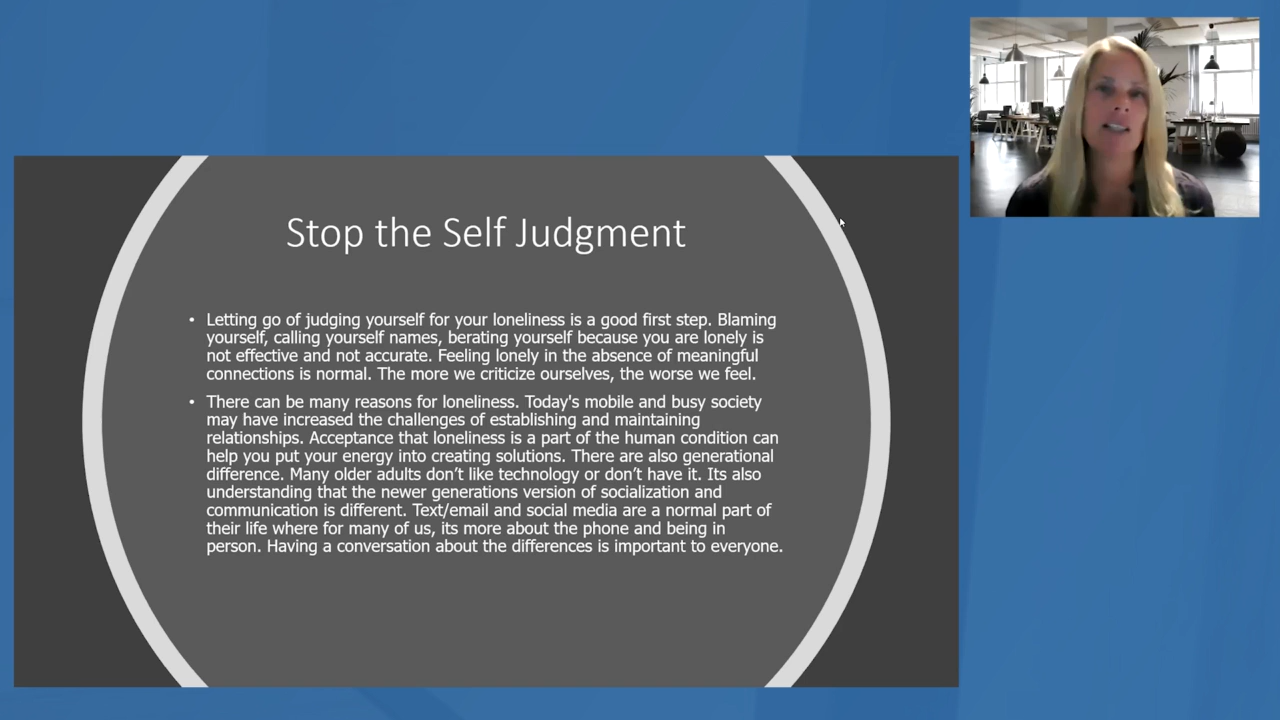 Stop the Self Judgment
• Letting go of judging yourself for your loneliness is a good first step. Blaming
yourself, calling yourself names, berating yourself because you are lonely is
not effective and not accurate. Feeling lonely in the absence of meaningful
connections is normal. The more we criticize ourselves, the worse we feel.
• There can be many reasons for loneliness. Today's mobile and busy society
may have increased the challenges of establishing and maintaining
relationships. Acceptance that loneliness is a part of the human condition can
help you put your energy into creating solutions. There are also generational
difference. Many older adults don’t like technology or don’t have it. Its also
understanding that the newer generations version of socialization and
communication is different. Text/email and social media are a normal part of
their life where for many of us, its more about the phone and being in
person. Having a conversation about the differences is important to everyone.